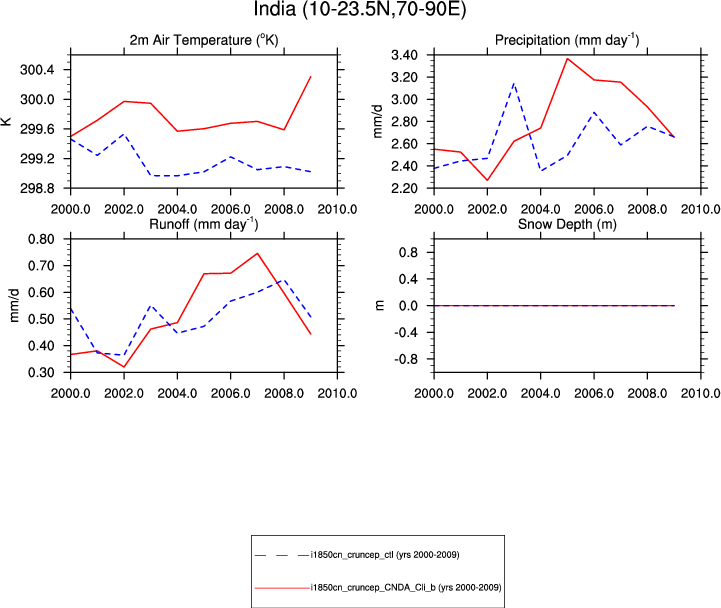 India (10-23.5N,70-90E)
2m Air Temperature (°K)
300.4
300.0
299.6
299.2
298.8
K
2000.0 2002.0 2004.0 2006.0 2008.0 2010.0
Precipitation (mm day⁻¹)
3.40
3.20
3.00
2.80
2.60
2.40
2.20
mm/d
2000.0 2002.0 2004.0 2006.0 2008.0 2010.0
Runoff (mm day⁻¹)
0.80
0.70
0.60
0.50
0.40
0.30
mm/d
2000.0 2002.0 2004.0 2006.0 2008.0 2010.0
Snow Depth (m)
0.8
0.4
0.0
-0.4
-0.8
m
2000.0 2002.0 2004.0 2006.0 2008.0 2010.0
i1850cn_cruncep_ctl (yrs 2000-2009)
i1850cn_cruncep_CNDA_Cli_b (yrs 2000-2009)